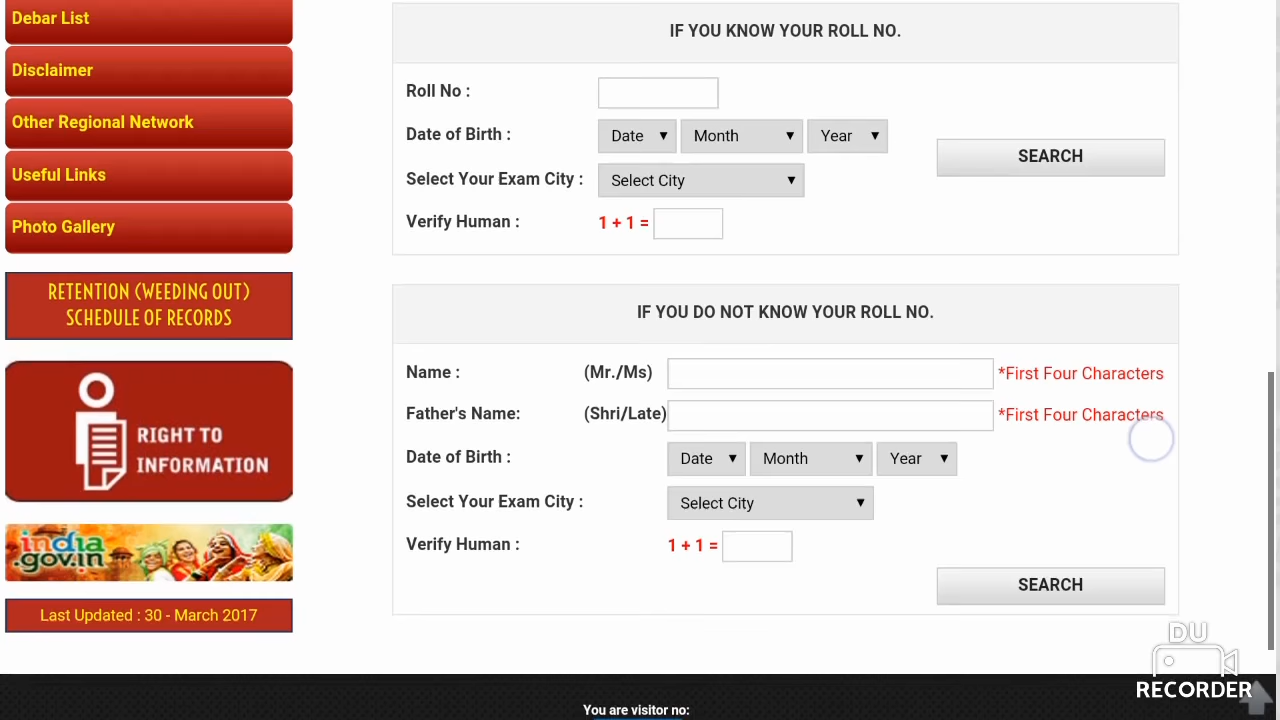 Debar List
Disclaimer
Other Regional Network
Useful Links
Photo Gallery
RETENTION (WEEDING OUT)
SCHEDULE OF RECORDS
RIGHT TO
INFORMATION
india
.gov.in
Last Updated : 30 - March 2017
IF YOU KNOW YOUR ROLL NO.
Roll No :
Date of Birth : Date Month Year
SEARCH
Select Your Exam City : Select City
Verify Human : 1 + 1 =
IF YOU DO NOT KNOW YOUR ROLL NO.
Name : (Mr./Ms) *First Four Characters
Father's Name: (Shri/Late) *First Four Characters
Date of Birth : Date Month Year
Select Your Exam City : Select City
Verify Human : 1 + 1 =
SEARCH
DU
RECORDER
You are visitor no: